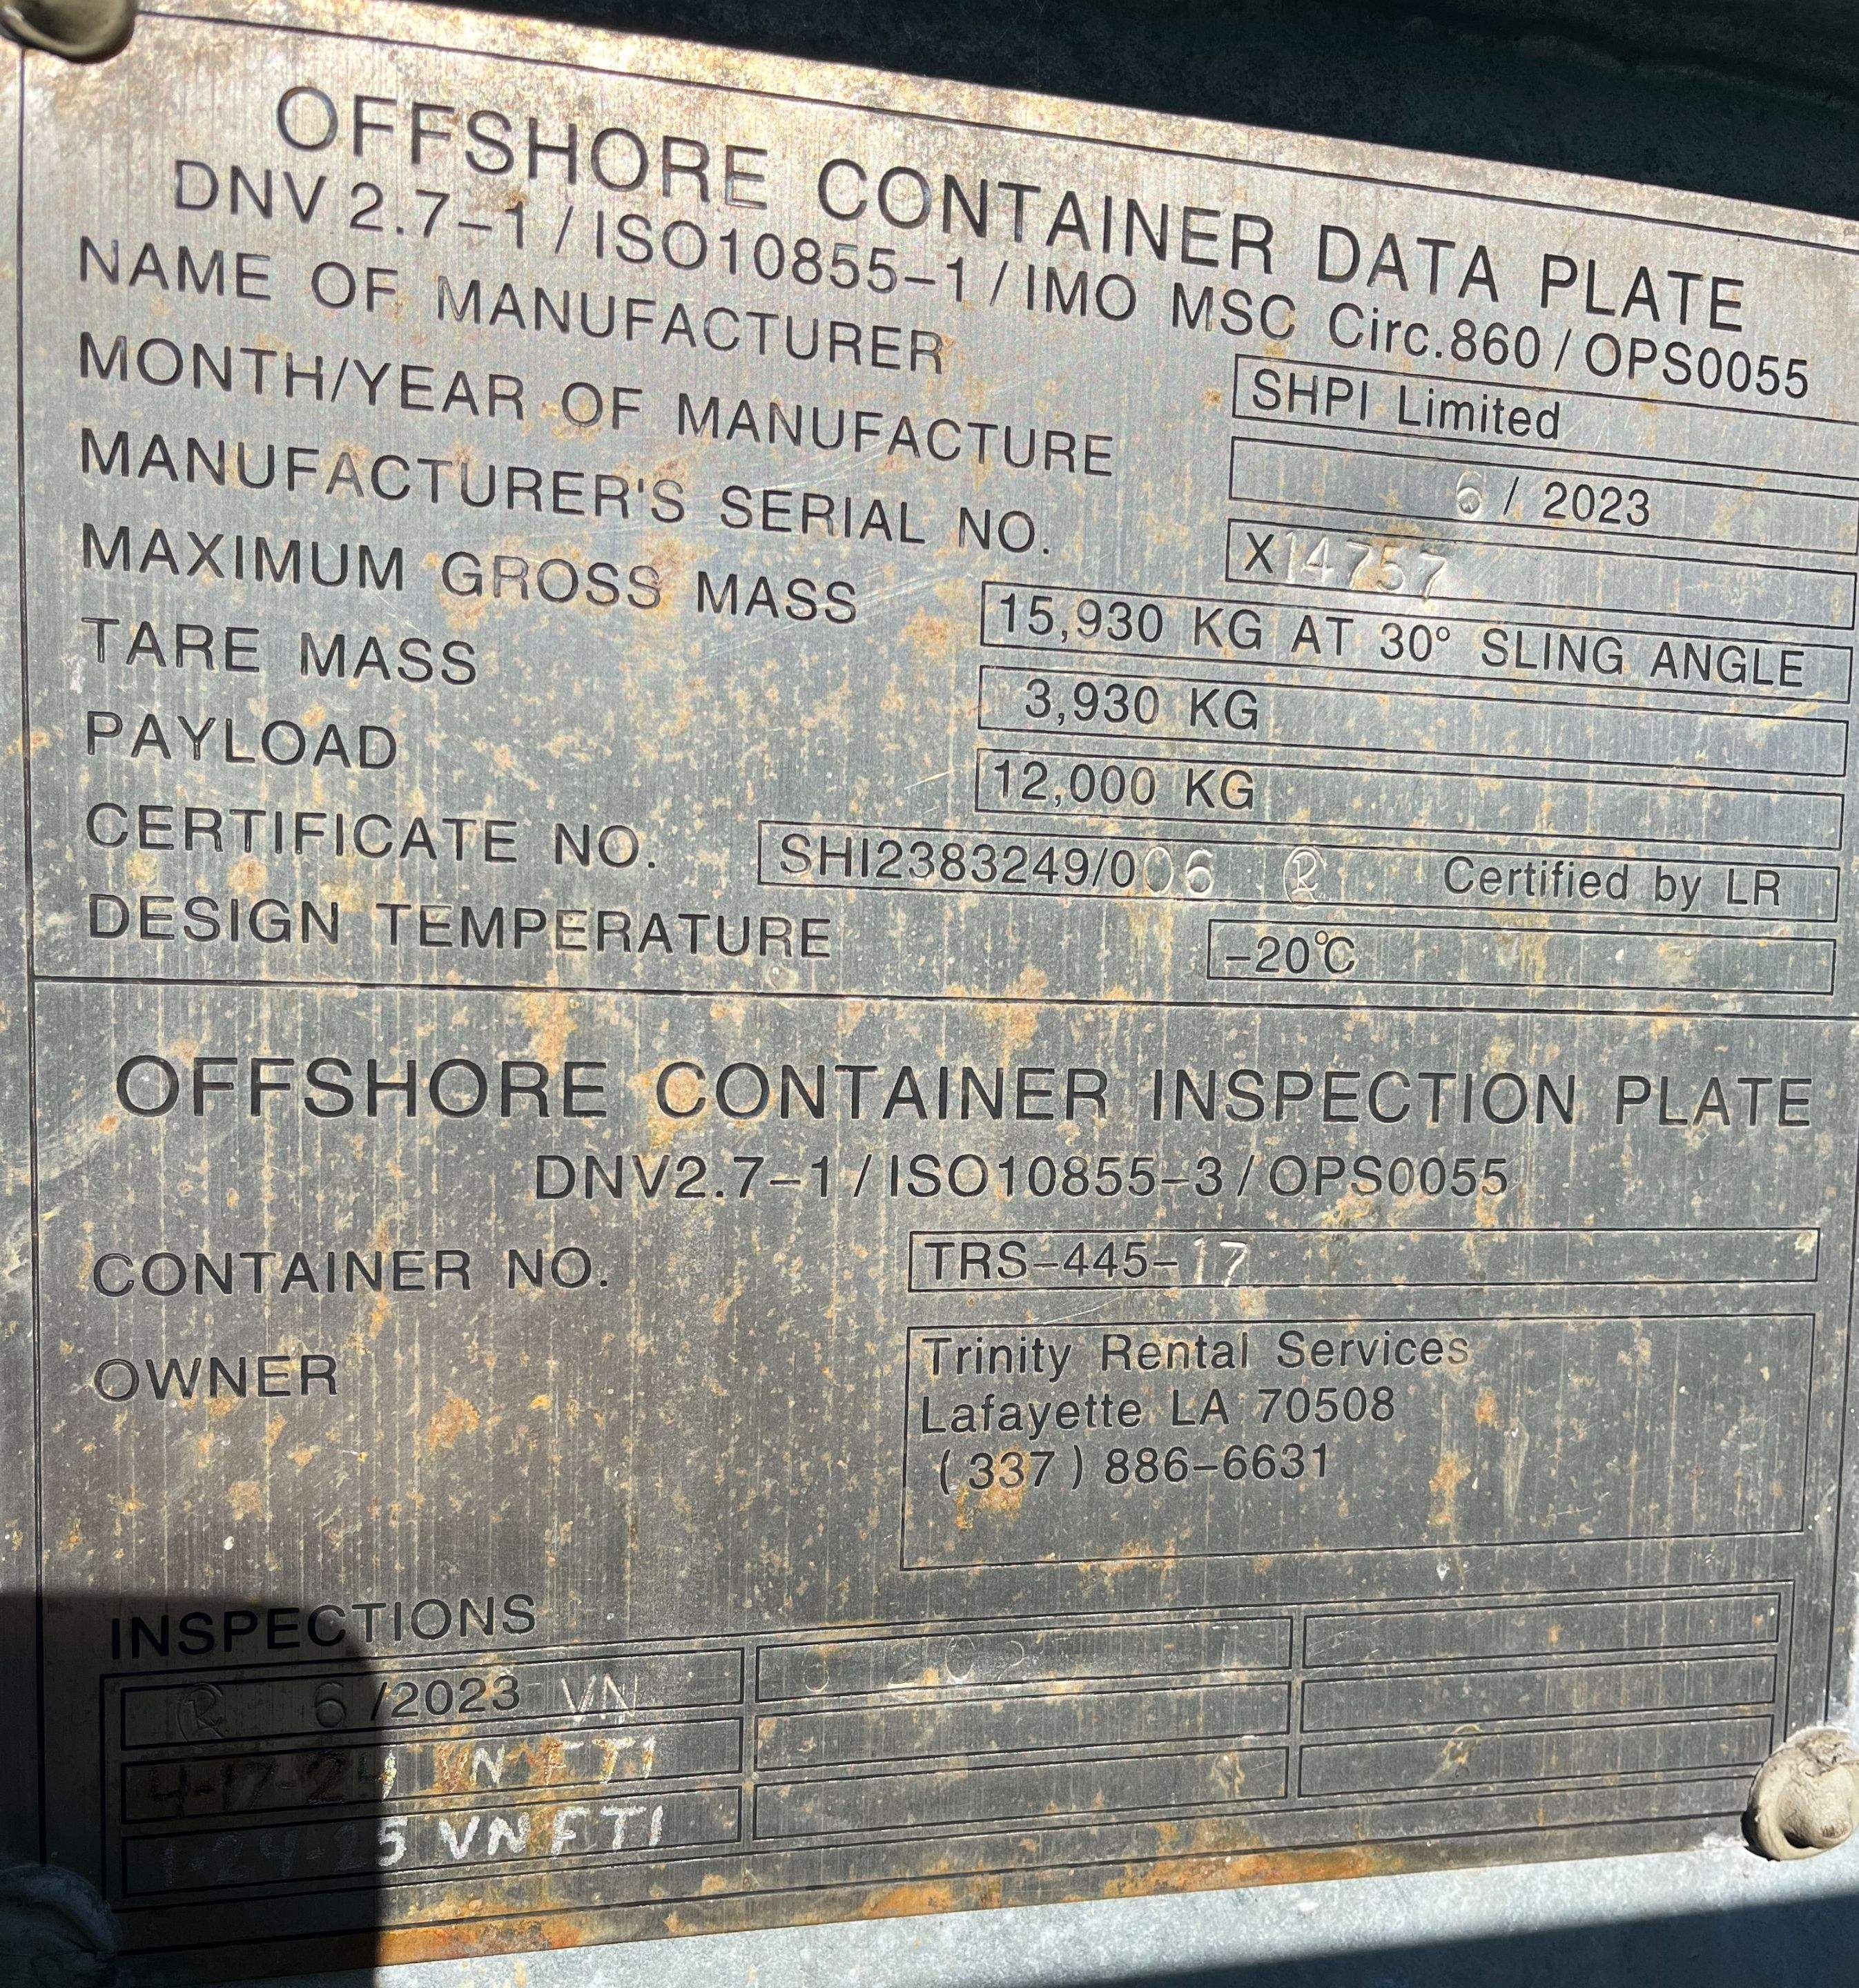 OFFSHORE CONTAINER DATA PLATE
DNV 2.7-1 / ISO10855-1 / IMO MSC Circ.860 / OPS0055
NAME OF MANUFACTURER SHPI Limited
MONTH/YEAR OF MANUFACTURE 6 / 2023
MANUFACTURER'S SERIAL NO. X14757
MAXIMUM GROSS MASS 15,930 KG AT 30° SLING ANGLE
TARE MASS 3,930 KG
PAYLOAD 12,000 KG
CERTIFICATE NO. SHI2383249/006 Certified by LR
DESIGN TEMPERATURE -20℃
OFFSHORE CONTAINER INSPECTION PLATE
DNV2.7-1 / ISO10855-3 / OPS0055
CONTAINER NO. TRS-445-17
OWNER Trinity Rental Services
Lafayette LA 70508
(337) 886-6631
INSPECTIONS
6 /2023 VN
4-17-24 VN FTI
1-24-25 VN FTI